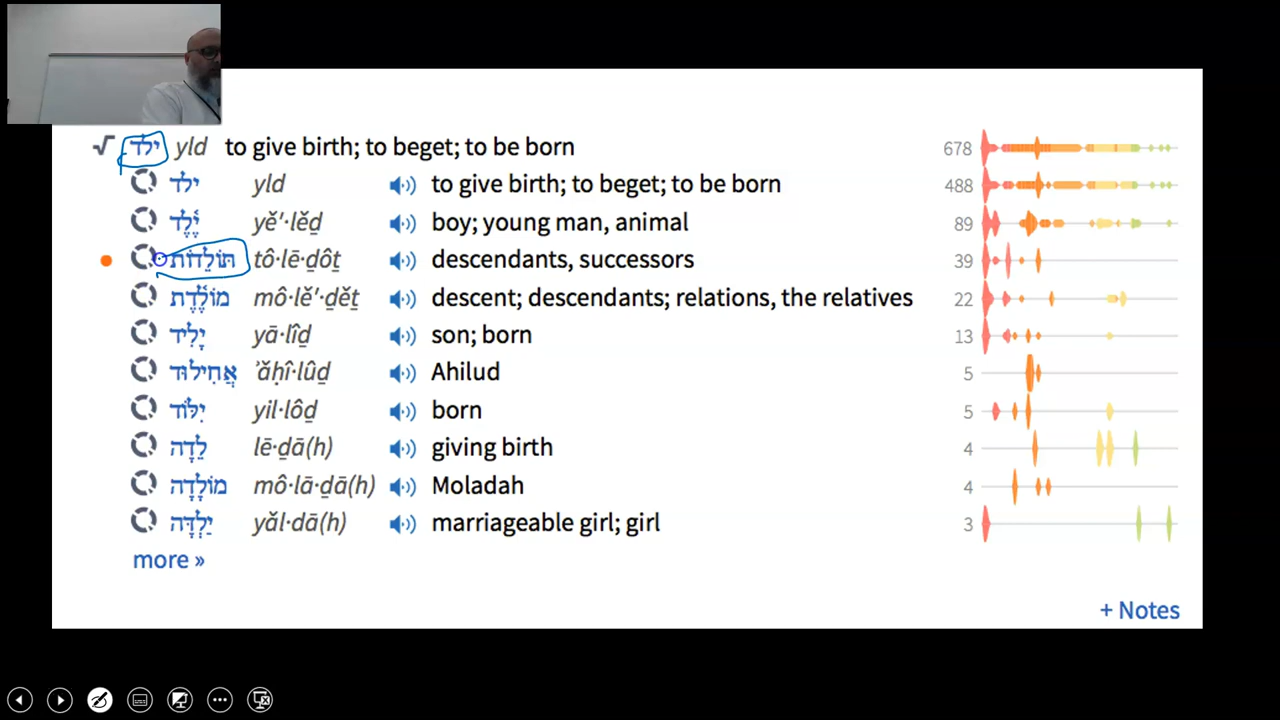 √ ילד yld to give birth; to beget; to be born 678
ילד yld to give birth; to beget; to be born 488
יֶ֫לֶד yĕʹ·lĕḏ boy; young man, animal 89
תּוֹלֵדוֹת tô·lē·ḏôṯ descendants, successors 39
מוֹלֶ֫דֶת mô·lĕʹ·ḏĕṯ descent; descendants; relations, the relatives 22
יָלִיד yā·lîḏ son; born 13
אֲחִילוּד ʾăḥî·lûḏ Ahilud 5
יִלּוֹד yil·lôḏ born 5
לֵדָה lē·ḏā(h) giving birth 4
מוֹלָדָה mô·lā·ḏā(h) Moladah 4
יַלְדָּה yăl·dā(h) marriageable girl; girl 3
more »
+ Notes